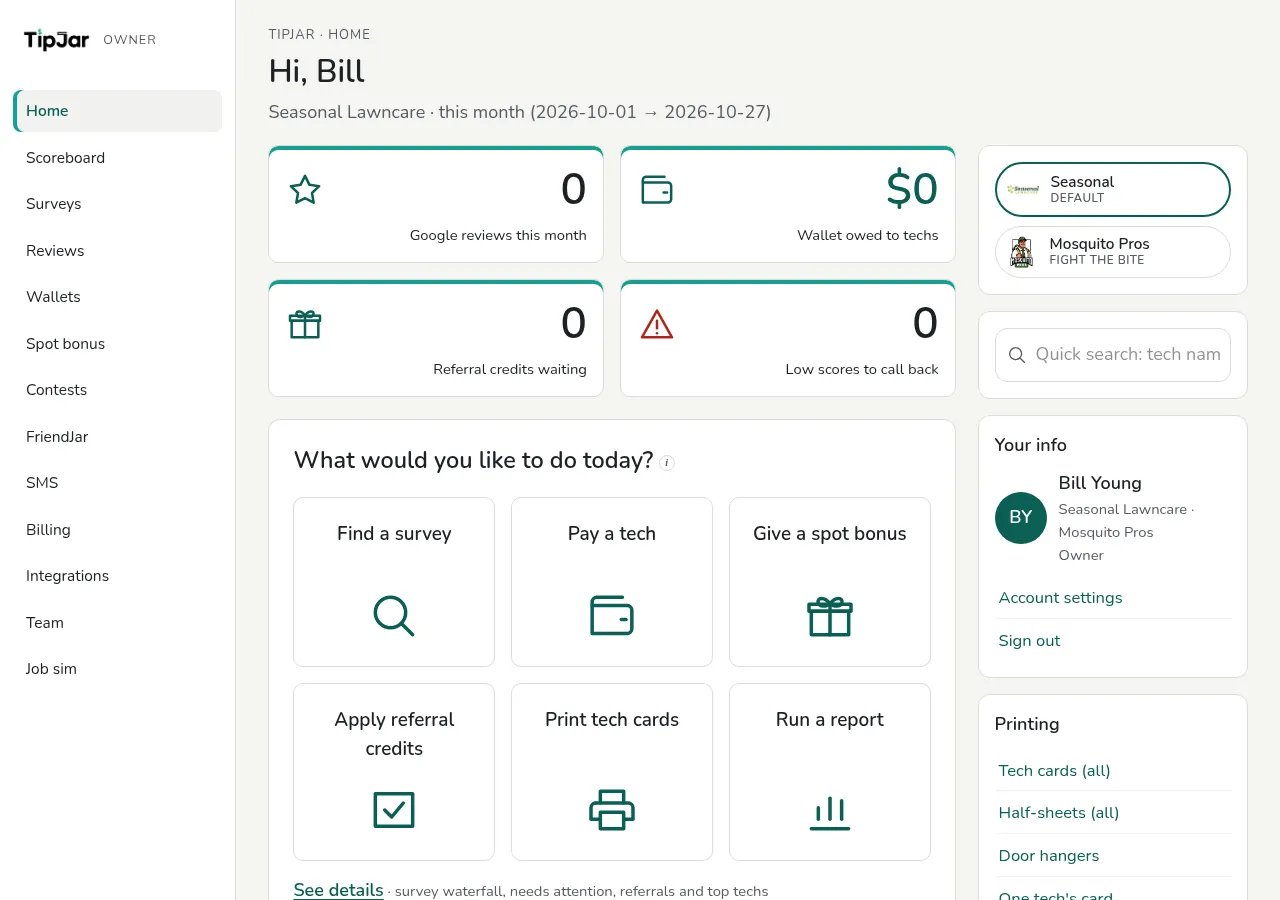 TipJar OWNER
Home
Scoreboard
Surveys
Reviews
Wallets
Spot bonus
Contests
FriendJar
SMS
Billing
Integrations
Team
Job sim
TIPJAR · HOME
Hi, Bill
Seasonal Lawncare · this month (2026-10-01 → 2026-10-27)
0
Google reviews this month
$0
Wallet owed to techs
0
Referral credits waiting
0
Low scores to call back
What would you like to do today? i
Find a survey
Pay a tech
Give a spot bonus
Apply referral
credits
Print tech cards
Run a report
See details · survey waterfall, needs attention, referrals and top techs
Seasonal
Seasonal
DEFAULT
Mosquito Pros
FIGHT THE BITE
Quick search: tech nam
Your info
BY
Bill Young
Seasonal Lawncare ·
Mosquito Pros
Owner
Account settings
Sign out
Printing
Tech cards (all)
Half-sheets (all)
Door hangers
One tech's card